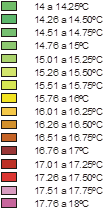 14 a 14.25ºC
14.26 a 14.50ºC
14.51 a 14.75ºC
14.76 a 15ºC
15.01 a 15.25ºC
15.26 a 15.50ºC
15.51 a 15.75ºC
15.76 a 16ºC
16.01 a 16.25ºC
16.26 a 16.50ºC
16.51 a 16.75ºC
16.76 a 17ºC
17.01 a 17.25ºC
17.26 a 17.50ºC
17.51 a 17.75ºC
17.76 a 18ºC